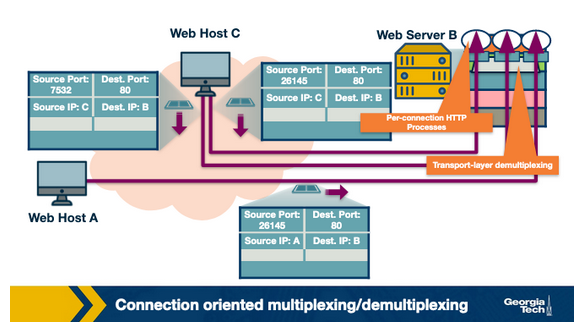 Web Host C
Web Server B
Source Port:
7532
Dest. Port:
80
Source IP: C
Dest. IP: B
Source Port:
26145
Dest. Port:
80
Source IP: C
Dest. IP: B
Per-connection HTTP
Processes
Transport-layer demultiplexing
Web Host A
Source Port:
26145
Dest. Port:
80
Source IP: A
Dest. IP: B
Connection oriented multiplexing/demultiplexing
Georgia
Tech